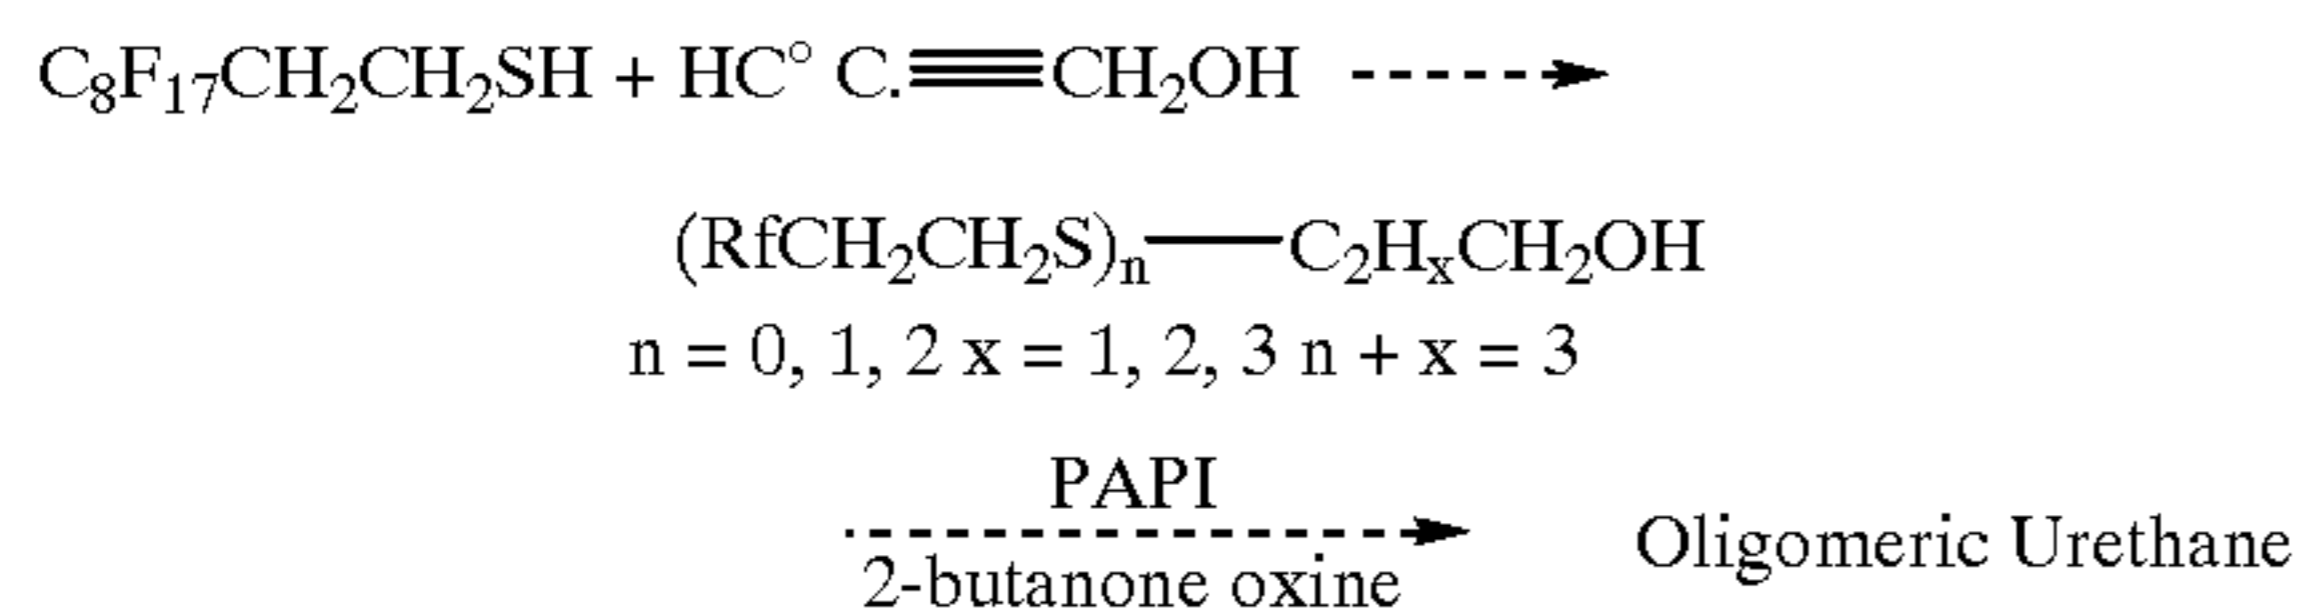 C₈F₁₇CH₂CH₂SH + HC° C.≡CH₂OH
(RfCH₂CH₂S)ₙ—C₂HₓCH₂OH
n = 0, 1, 2 x = 1, 2, 3 n + x = 3
PAPI
2-butanone oxine
Oligomeric Urethane